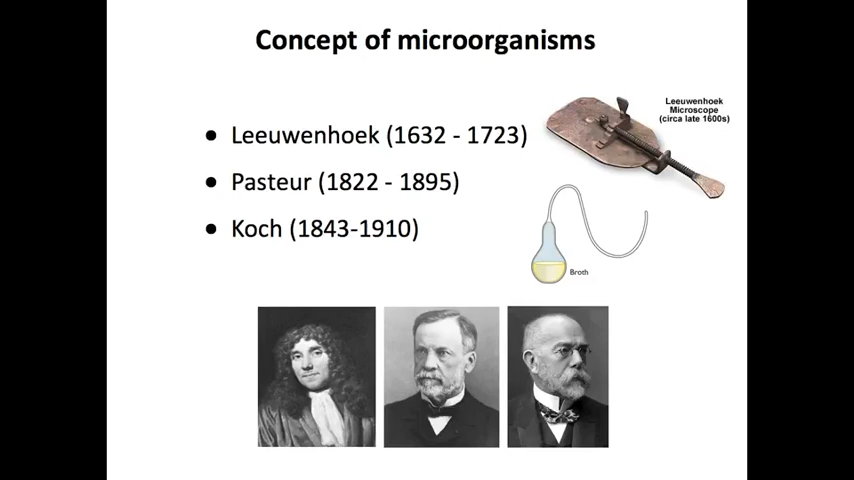 Concept of microorganisms
● Leeuwenhoek (1632 - 1723)
● Pasteur (1822 - 1895)
● Koch (1843-1910)
Leeuwenhoek
Microscope
(circa late 1600s)
Broth